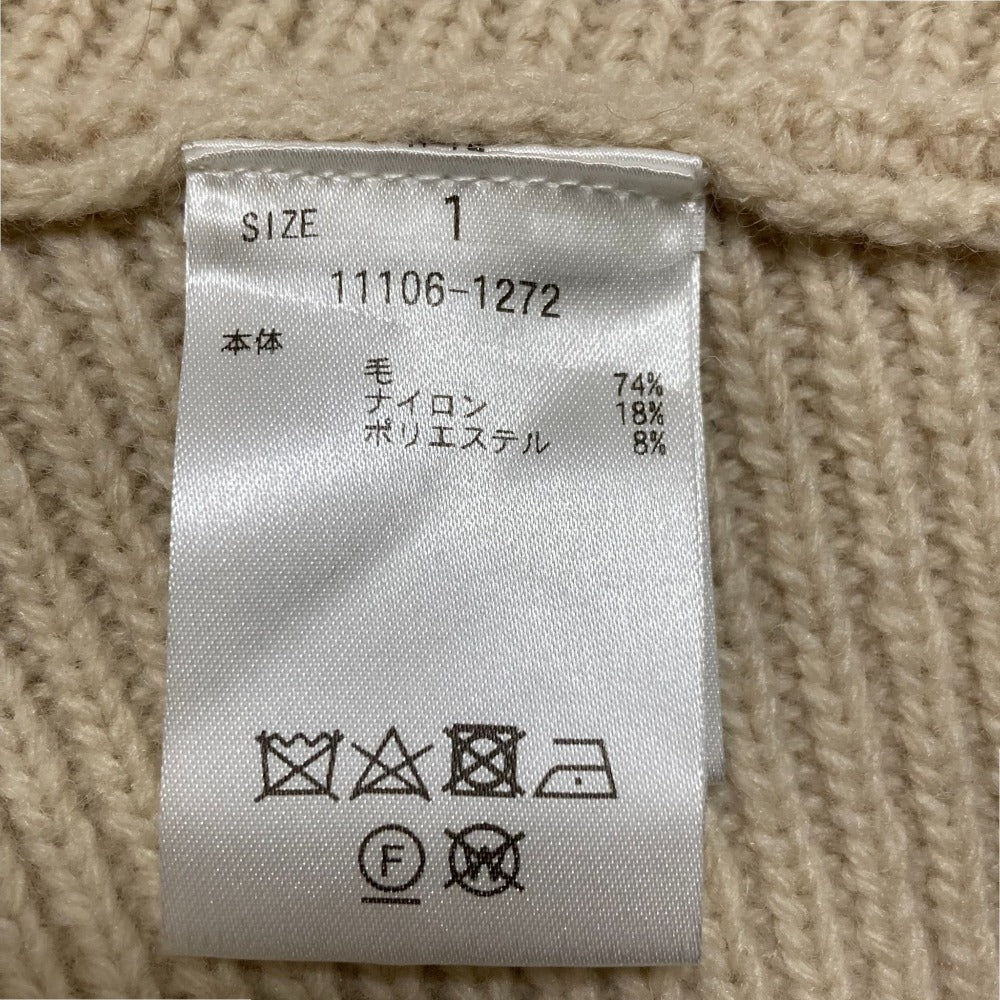 SIZE 1
11106-1272
本体
毛 74%
ナイロン 18%
ポリエステル 8%
F W